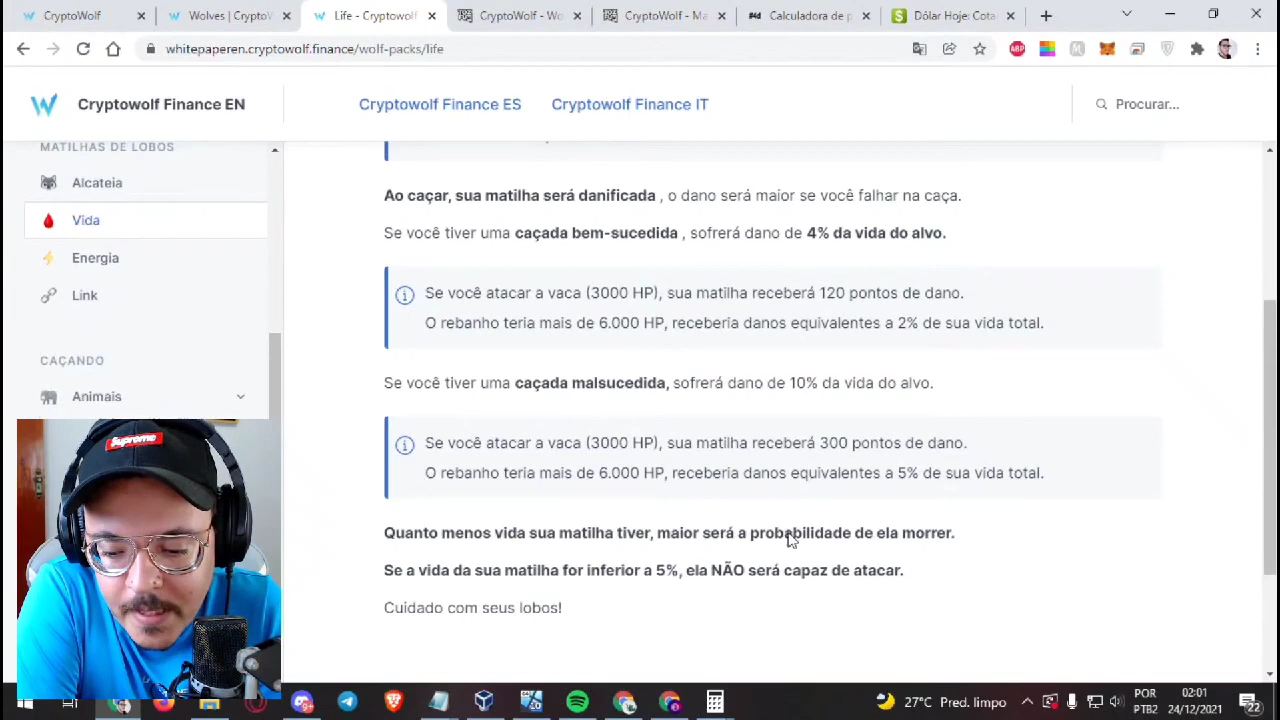 CryptoWolf
Wolves | CryptoW
Life - Cryptowolf
CryptoWolf - Wo
CryptoWolf - Ma
Calculadora de p
Dólar Hoje: Cota
whitepaperen.cryptowolf.finance/wolf-packs/life
ABP
Cryptowolf Finance EN
Cryptowolf Finance ES
Cryptowolf Finance IT
Procurar...
MATILHAS DE LOBOS
Alcateia
Vida
Energia
Link
CAÇANDO
Animais
Ao caçar, sua matilha será danificada , o dano será maior se você falhar na caça.
Se você tiver uma caçada bem-sucedida , sofrerá dano de 4% da vida do alvo.
Se você atacar a vaca (3000 HP), sua matilha receberá 120 pontos de dano.
O rebanho teria mais de 6.000 HP, receberia danos equivalentes a 2% de sua vida total.
Se você tiver uma caçada malsucedida, sofrerá dano de 10% da vida do alvo.
Se você atacar a vaca (3000 HP), sua matilha receberá 300 pontos de dano.
O rebanho teria mais de 6.000 HP, receberia danos equivalentes a 5% de sua vida total.
Quanto menos vida sua matilha tiver, maior será a probabilidade de ela morrer.
Se a vida da sua matilha for inferior a 5%, ela NÃO será capaz de atacar.
Cuidado com seus lobos!
Supreme
27°C Pred. limpo
POR
PTB2
02:01
24/12/2021
22